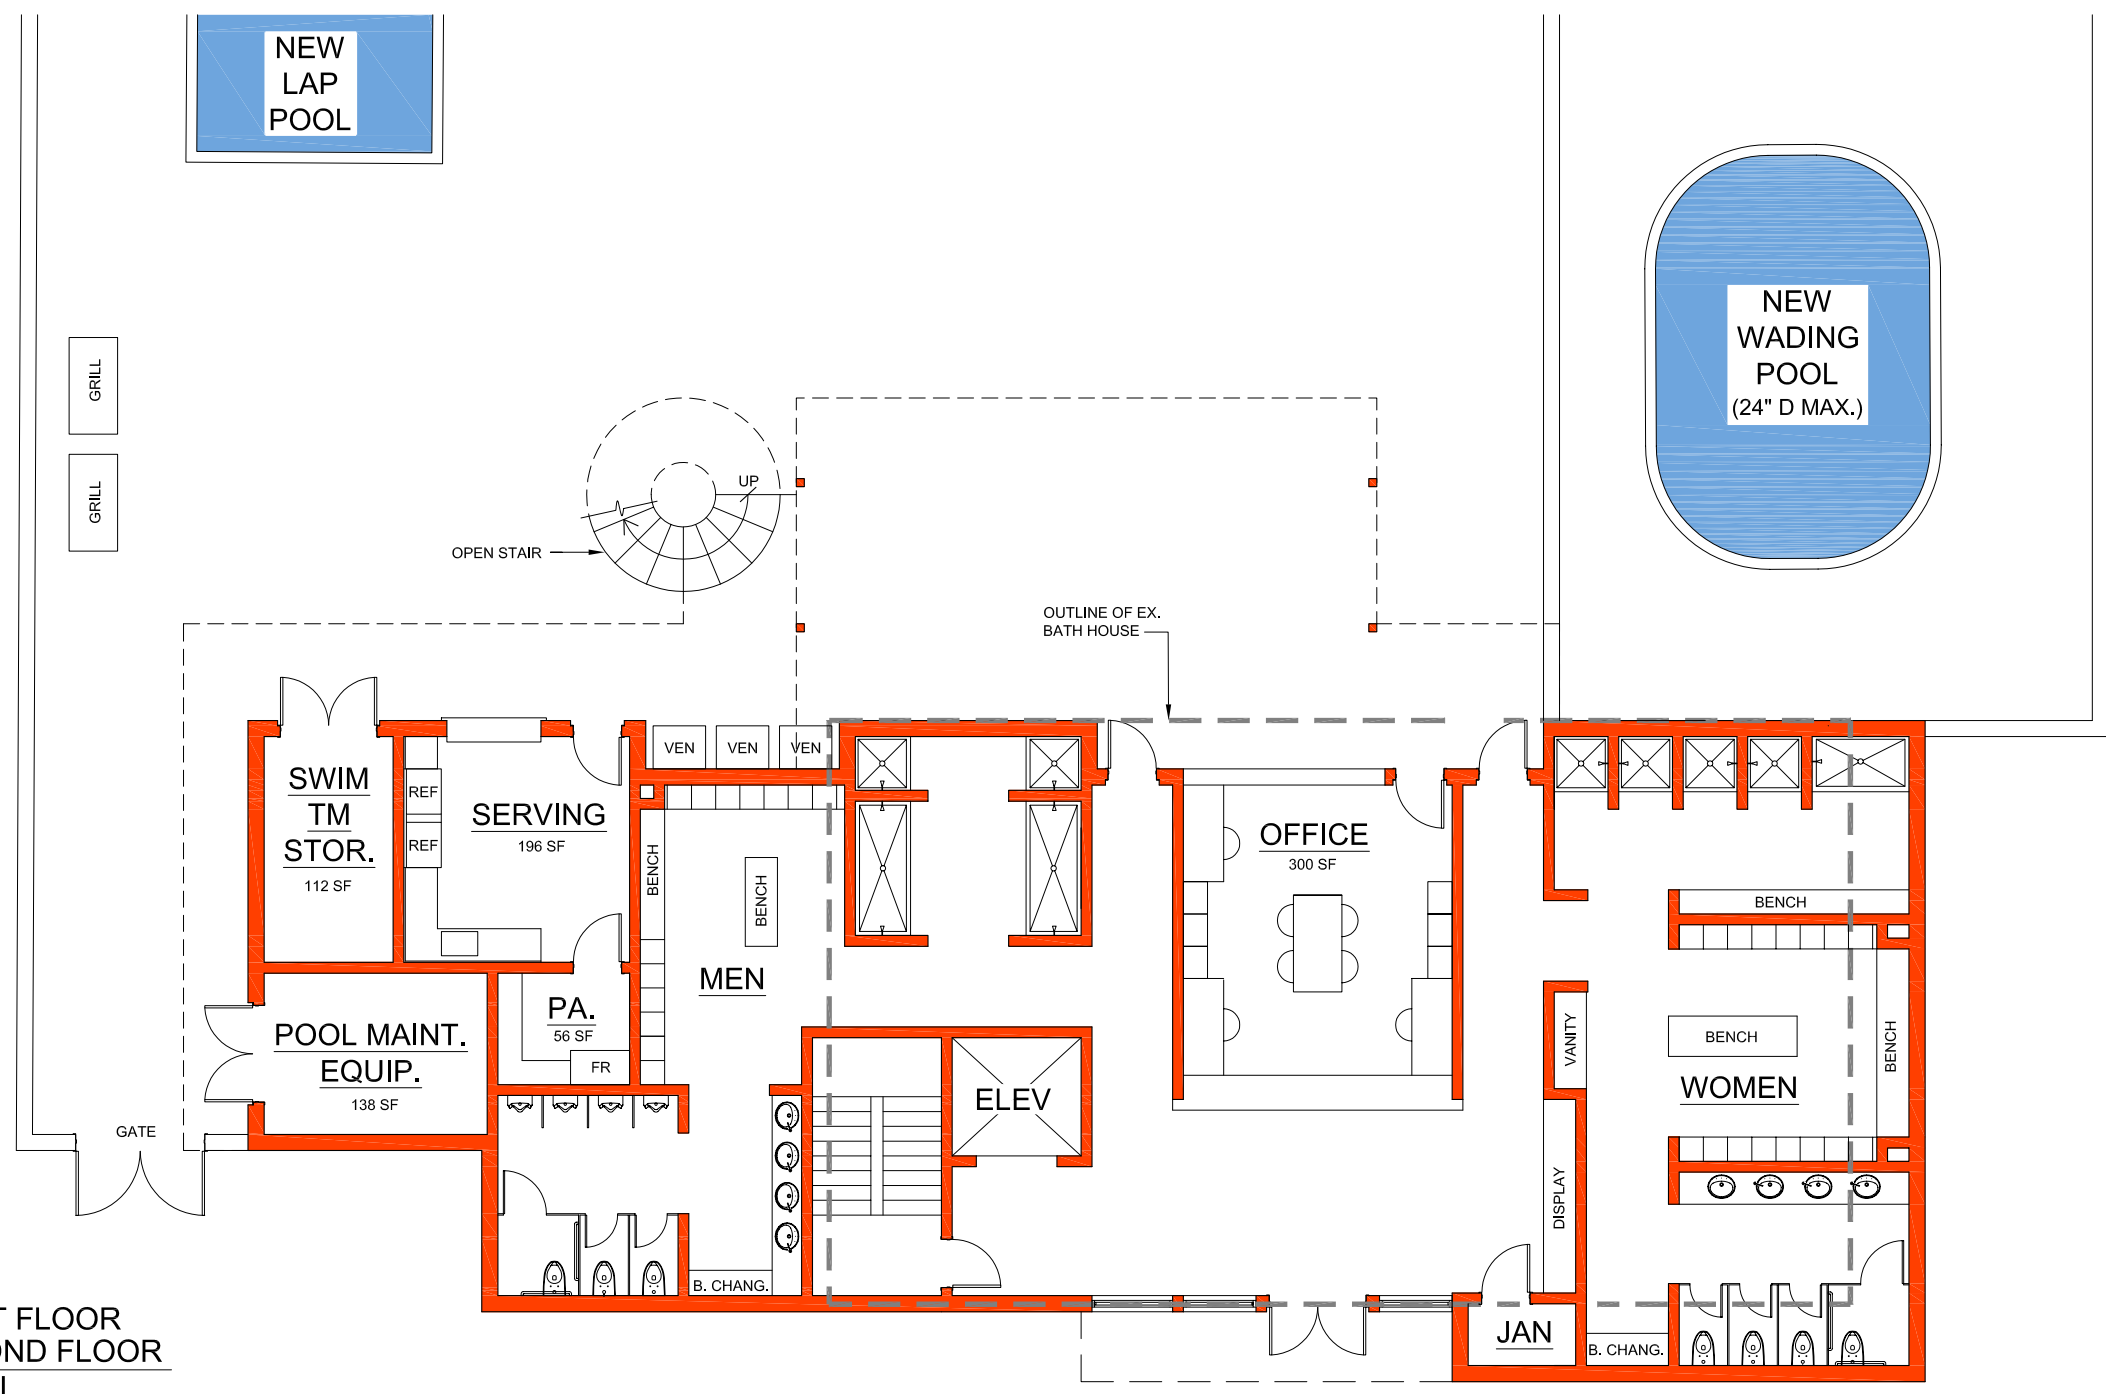 NEW
LAP
POOL
NEW
WADING
POOL
(24" D MAX.)
GRILL
GRILL
UP
OPEN STAIR
OUTLINE OF EX.
BATH HOUSE
VEN
VEN
VEN
SWIM
TM
STOR.
112 SF
REF
REF
SERVING
196 SF
BENCH
BENCH
MEN
OFFICE
300 SF
BENCH
BENCH
BENCH
WOMEN
VANITY
DISPLAY
PA.
56 SF
FR
POOL MAINT.
EQUIP.
138 SF
ELEV
GATE
B. CHANG.
JAN
B. CHANG.
T FLOOR
OND FLOOR